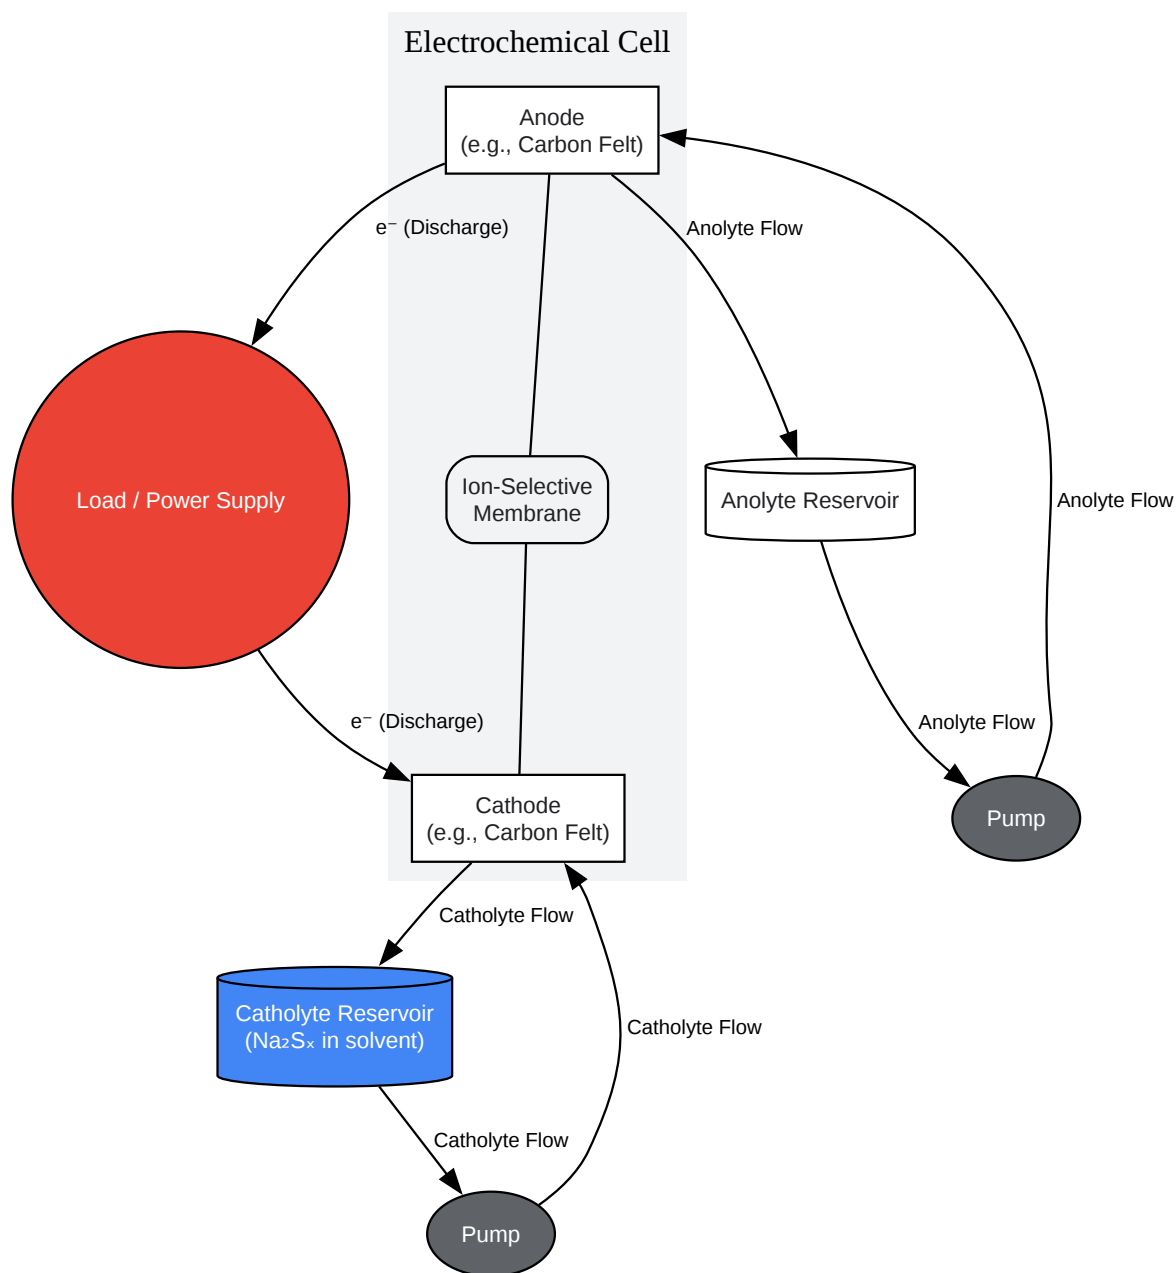 Electrochemical Cell
Anode
(e.g., Carbon Felt)
e⁻ (Discharge)
Anolyte Flow
Load / Power Supply
Ion-Selective
Membrane
Anolyte Reservoir
Anolyte Flow
e⁻ (Discharge)
Anolyte Flow
Cathode
(e.g., Carbon Felt)
Pump
Catholyte Flow
Catholyte Reservoir
(Na₂Sₓ in solvent)
Catholyte Flow
Catholyte Flow
Pump